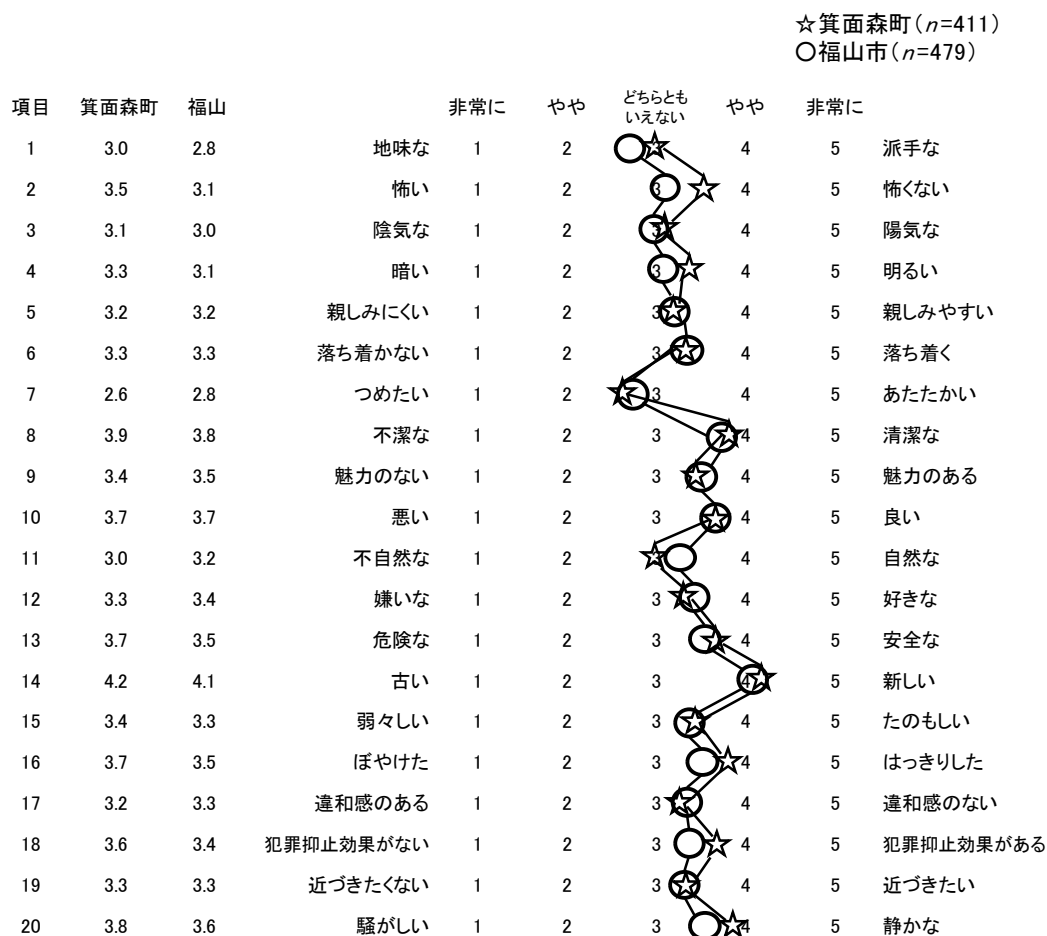 ☆箕面森町(n=411)
○福山市(n=479)
項目 箕面森町 福山 非常に やや どちらとも いえない やや 非常に
1 3.0 2.8 地味な 1 2 3 4 5 派手な
2 3.5 3.1 怖い 1 2 3 4 5 怖くない
3 3.1 3.0 陰気な 1 2 3 4 5 陽気な
4 3.3 3.1 暗い 1 2 3 4 5 明るい
5 3.2 3.2 親しみにくい 1 2 3 4 5 親しみやすい
6 3.3 3.3 落ち着かない 1 2 3 4 5 落ち着く
7 2.6 2.8 つめたい 1 2 3 4 5 あたたかい
8 3.9 3.8 不潔な 1 2 3 4 5 清潔な
9 3.4 3.5 魅力のない 1 2 3 4 5 魅力のある
10 3.7 3.7 悪い 1 2 3 4 5 良い
11 3.0 3.2 不自然な 1 2 3 4 5 自然な
12 3.3 3.4 嫌いな 1 2 3 4 5 好きな
13 3.7 3.5 危険な 1 2 3 4 5 安全な
14 4.2 4.1 古い 1 2 3 4 5 新しい
15 3.4 3.3 弱々しい 1 2 3 4 5 たのもしい
16 3.7 3.5 ぼやけた 1 2 3 4 5 はっきりした
17 3.2 3.3 違和感のある 1 2 3 4 5 違和感のない
18 3.6 3.4 犯罪抑止効果がない 1 2 3 4 5 犯罪抑止効果がある
19 3.3 3.3 近づきたくない 1 2 3 4 5 近づきたい
20 3.8 3.6 騒がしい 1 2 3 4 5 静かな